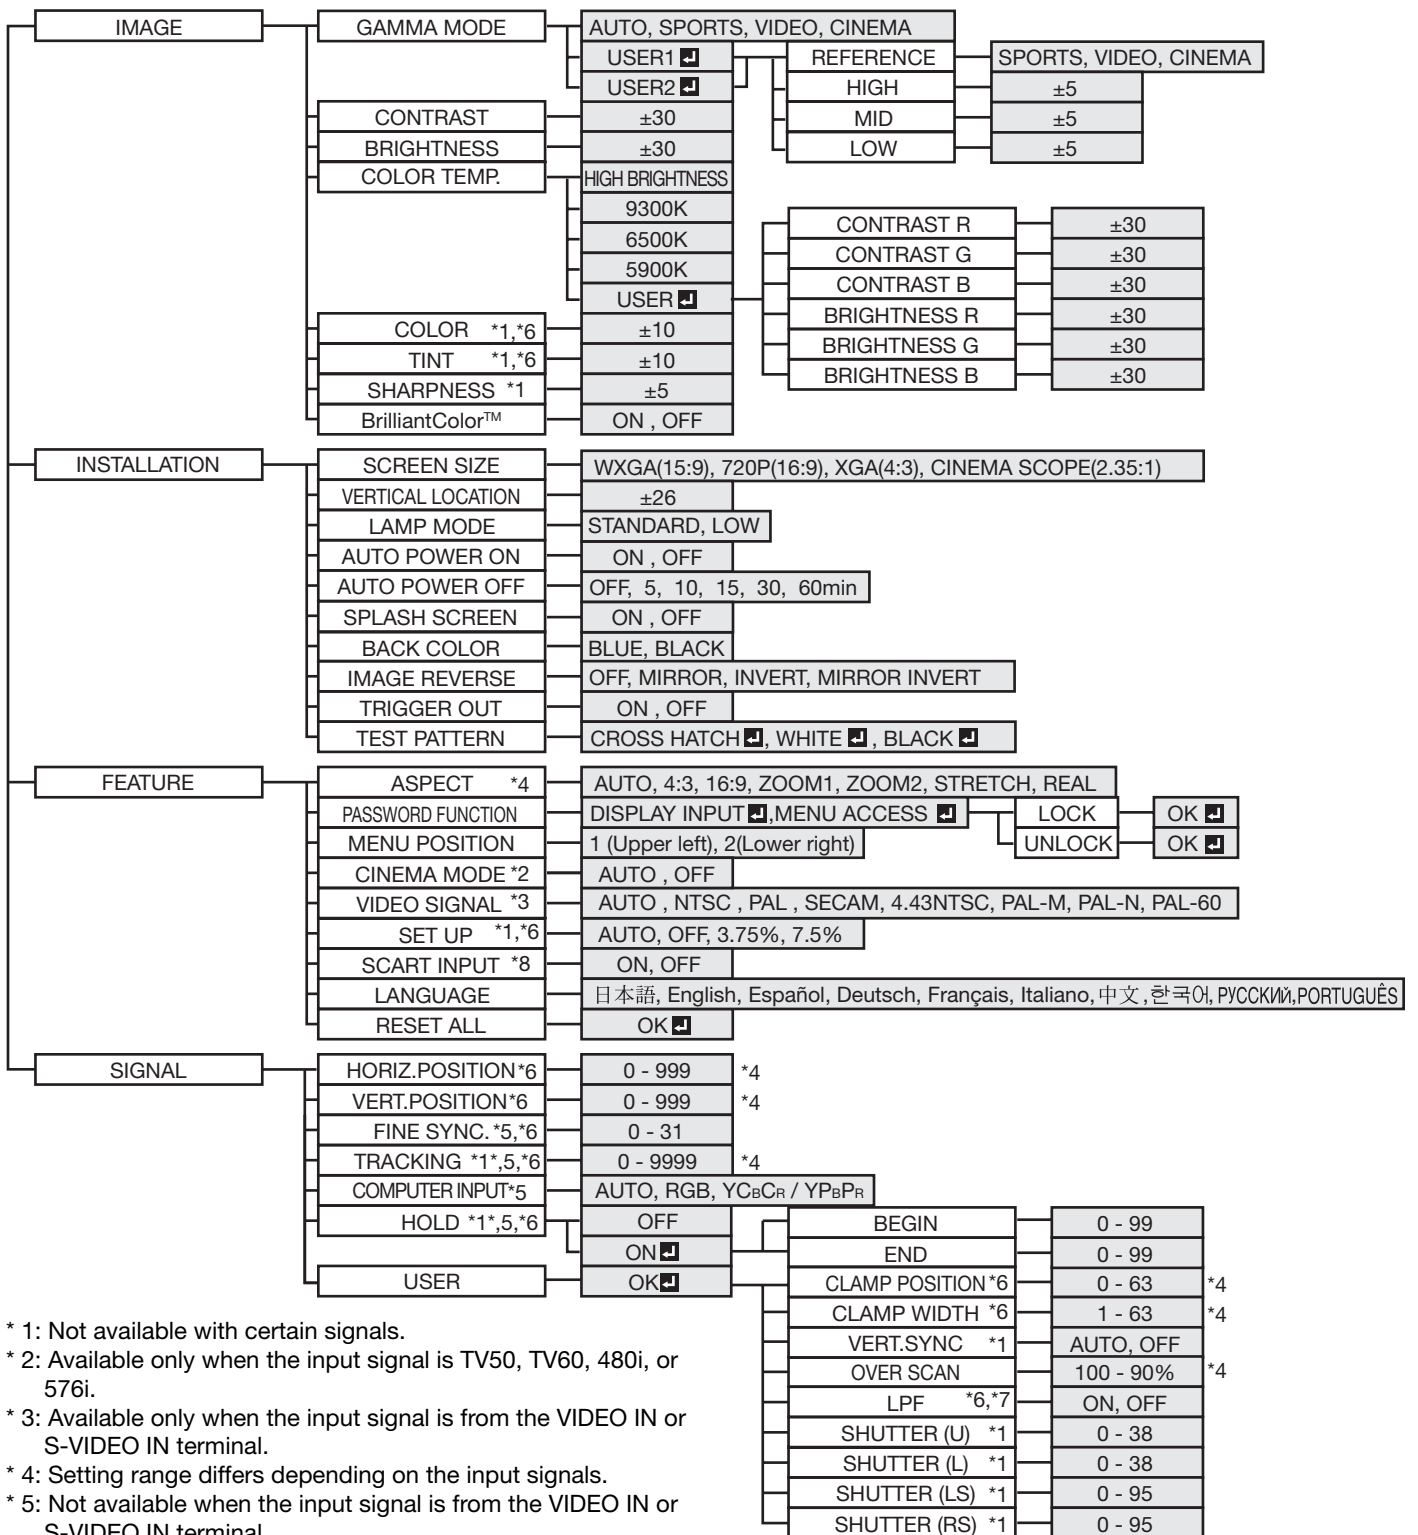 IMAGE GAMMA MODE AUTO, SPORTS, VIDEO, CINEMA
USER1 REFERENCE SPORTS, VIDEO, CINEMA
USER2 HIGH ±5
CONTRAST ±30 MID ±5
BRIGHTNESS ±30 LOW ±5
COLOR TEMP. HIGH BRIGHTNESS
9300K CONTRAST R ±30
6500K CONTRAST G ±30
5900K CONTRAST B ±30
USER BRIGHTNESS R ±30
COLOR *1,*6 ±10 BRIGHTNESS G ±30
TINT *1,*6 ±10 BRIGHTNESS B ±30
SHARPNESS *1 ±5
BrilliantColor™ ON , OFF
INSTALLATION SCREEN SIZE WXGA(15:9), 720P(16:9), XGA(4:3), CINEMA SCOPE(2.35:1)
VERTICAL LOCATION ±26
LAMP MODE STANDARD, LOW
AUTO POWER ON ON , OFF
AUTO POWER OFF OFF, 5, 10, 15, 30, 60min
SPLASH SCREEN ON , OFF
BACK COLOR BLUE, BLACK
IMAGE REVERSE OFF, MIRROR, INVERT, MIRROR INVERT
TRIGGER OUT ON , OFF
TEST PATTERN CROSS HATCH , WHITE , BLACK
FEATURE ASPECT *4 AUTO, 4:3, 16:9, ZOOM1, ZOOM2, STRETCH, REAL
PASSWORD FUNCTION DISPLAY INPUT ,MENU ACCESS LOCK OK
MENU POSITION 1 (Upper left), 2(Lower right) UNLOCK OK
CINEMA MODE *2 AUTO , OFF
VIDEO SIGNAL *3 AUTO , NTSC , PAL , SECAM, 4.43NTSC, PAL-M, PAL-N, PAL-60
SET UP *1,*6 AUTO, OFF, 3.75%, 7.5%
SCART INPUT *8 ON, OFF
LANGUAGE 日本語, English, Español, Deutsch, Français, Italiano, 中文, 한국어, РУССКИй,PORTUGUÊS
RESET ALL OK
SIGNAL HORIZ.POSITION*6 0 - 999 *4
VERT.POSITION*6 0 - 999 *4
FINE SYNC.*5,*6 0 - 31
TRACKING *1*,5,*6 0 - 9999 *4
COMPUTER INPUT*5 AUTO, RGB, YCBCR / YPBPR
HOLD *1*,5,*6 OFF BEGIN 0 - 99
ON END 0 - 99
USER OK CLAMP POSITION*6 0 - 63 *4
CLAMP WIDTH *6 1 - 63 *4
VERT.SYNC *1 AUTO, OFF
OVER SCAN 100 - 90% *4
LPF *6,*7 ON, OFF
SHUTTER (U) *1 0 - 38
SHUTTER (L) *1 0 - 38
SHUTTER (LS) *1 0 - 95
SHUTTER (RS) *1 0 - 95
* 1: Not available with certain signals.
* 2: Available only when the input signal is TV50, TV60, 480i, or
576i.
* 3: Available only when the input signal is from the VIDEO IN or
S-VIDEO IN terminal.
* 4: Setting range differs depending on the input signals.
* 5: Not available when the input signal is from the VIDEO IN or
S-VIDEO IN terminal.